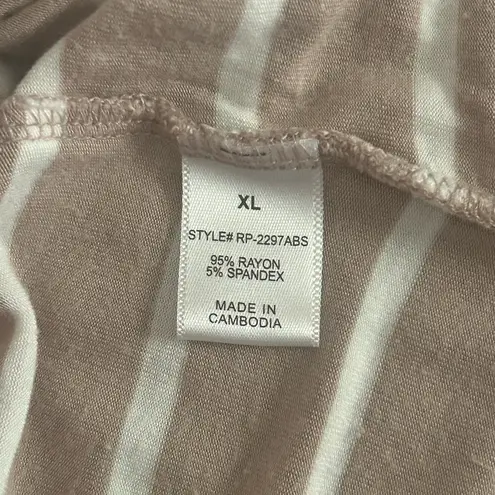 XL
STYLE# RP-2297ABS
95% RAYON
5% SPANDEX
MADE IN
CAMBODIA